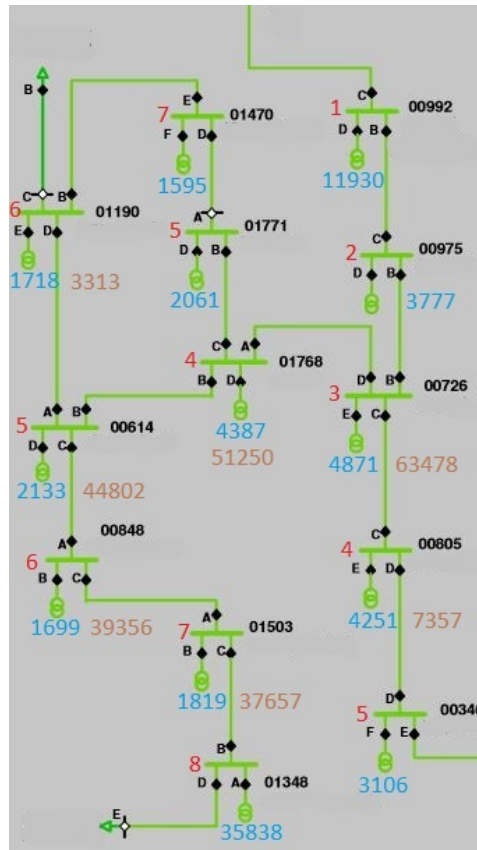 C
E
1
00992
B
7
01470
D
B
F
D
11930
1595
C
B
A
C
6
01190
5
01771
2
00975
E
D
D
B
D
B
1718
3313
2061
3777
C
A
D
B
4
01768
3
00726
B
D
E
C
A
B
4387
4871
63478
5
00614
51250
D
C
2133
44802
C
00848
4
00805
A
E
D
6
4251
7357
B
C
A
1699
39356
7
01503
D
B
C
5
1819
37657
F
E
B
3106
8
01348
D
A
E
35838